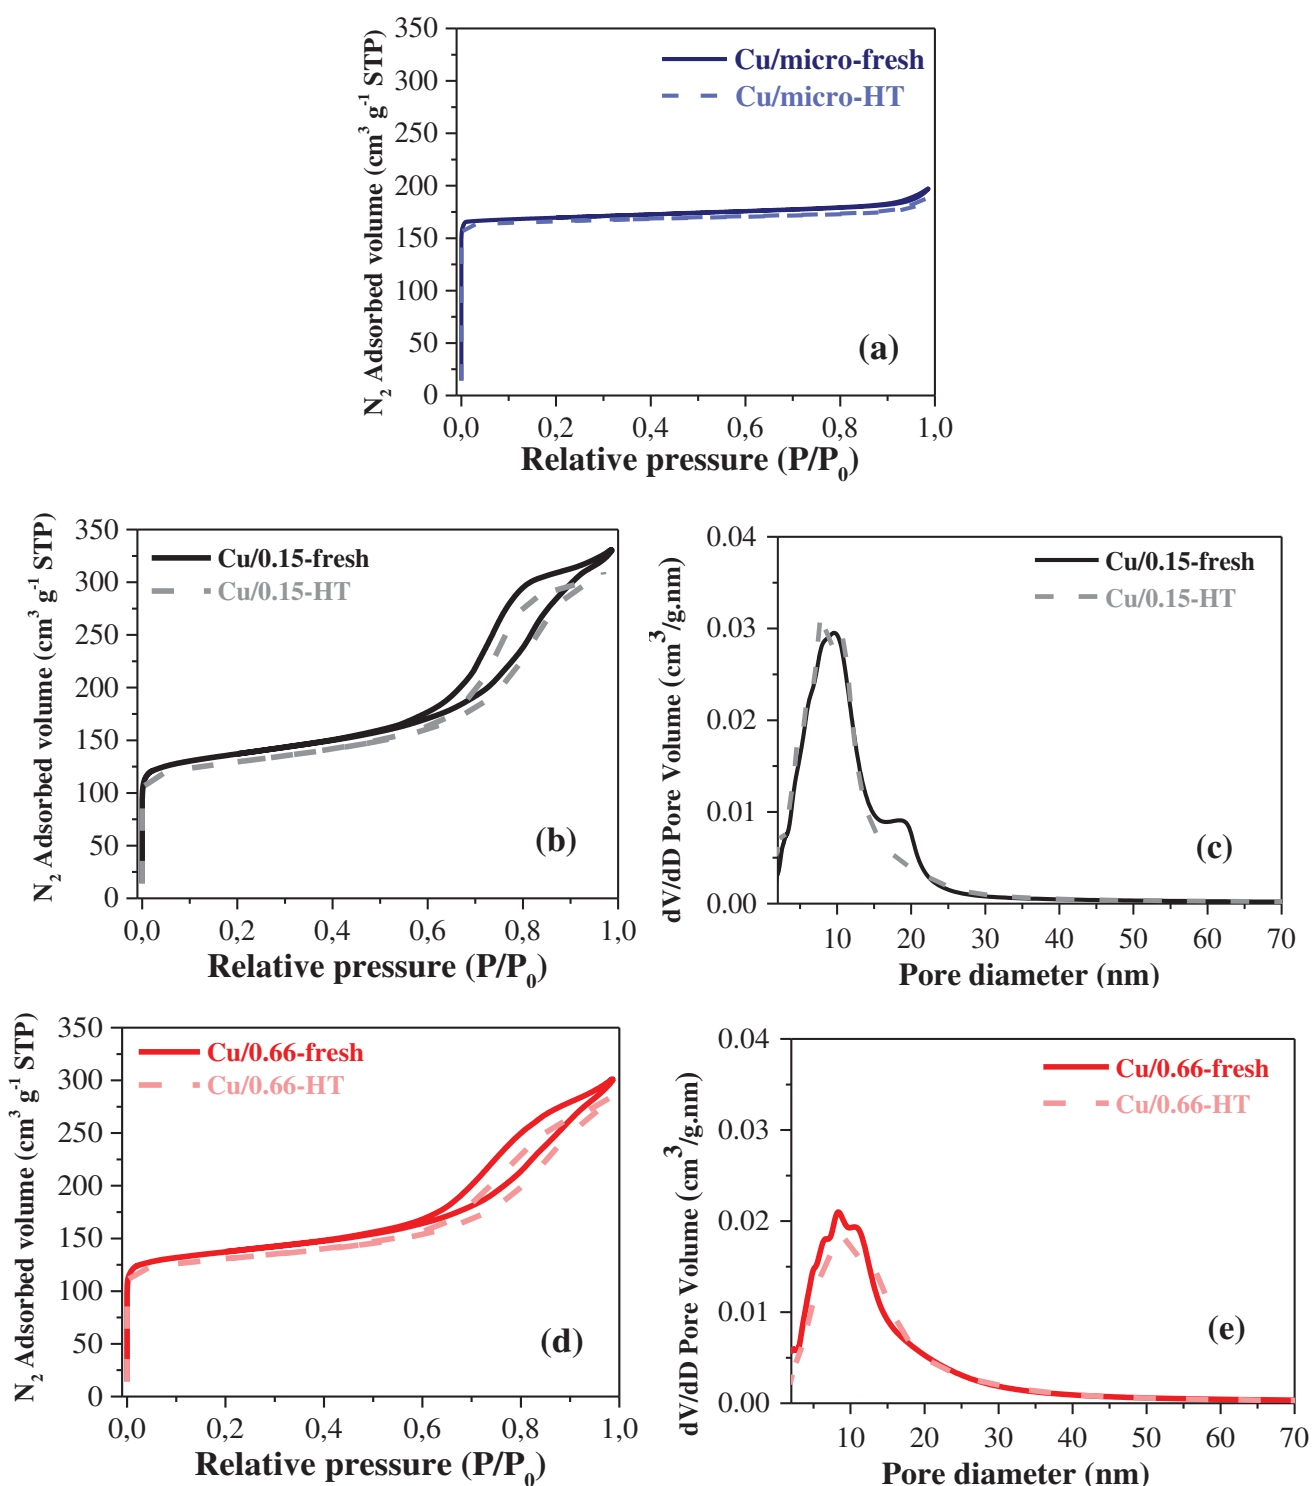 350
300
250
200
150
100
50
0
N₂ Adsorbed volume (cm³ g⁻¹ STP)
Cu/micro-fresh
Cu/micro-HT
(a)
0,0 0,2 0,4 0,6 0,8 1,0
Relative pressure (P/P₀)
350
300
250
200
150
100
50
0
N₂ Adsorbed volume (cm³ g⁻¹ STP)
Cu/0.15-fresh
Cu/0.15-HT
(b)
0,0 0,2 0,4 0,6 0,8 1,0
Relative pressure (P/P₀)
0.04
0.03
0.02
0.01
0.00
dV/dD Pore Volume (cm³/g.nm)
Cu/0.15-fresh
Cu/0.15-HT
(c)
10 20 30 40 50 60 70
Pore diameter (nm)
350
300
250
200
150
100
50
0
N₂ Adsorbed volume (cm³ g⁻¹ STP)
Cu/0.66-fresh
Cu/0.66-HT
(d)
0,0 0,2 0,4 0,6 0,8 1,0
Relative pressure (P/P₀)
0.04
0.03
0.02
0.01
0.00
dV/dD Pore Volume (cm³/g.nm)
Cu/0.66-fresh
Cu/0.66-HT
(e)
10 20 30 40 50 60 70
Pore diameter (nm)